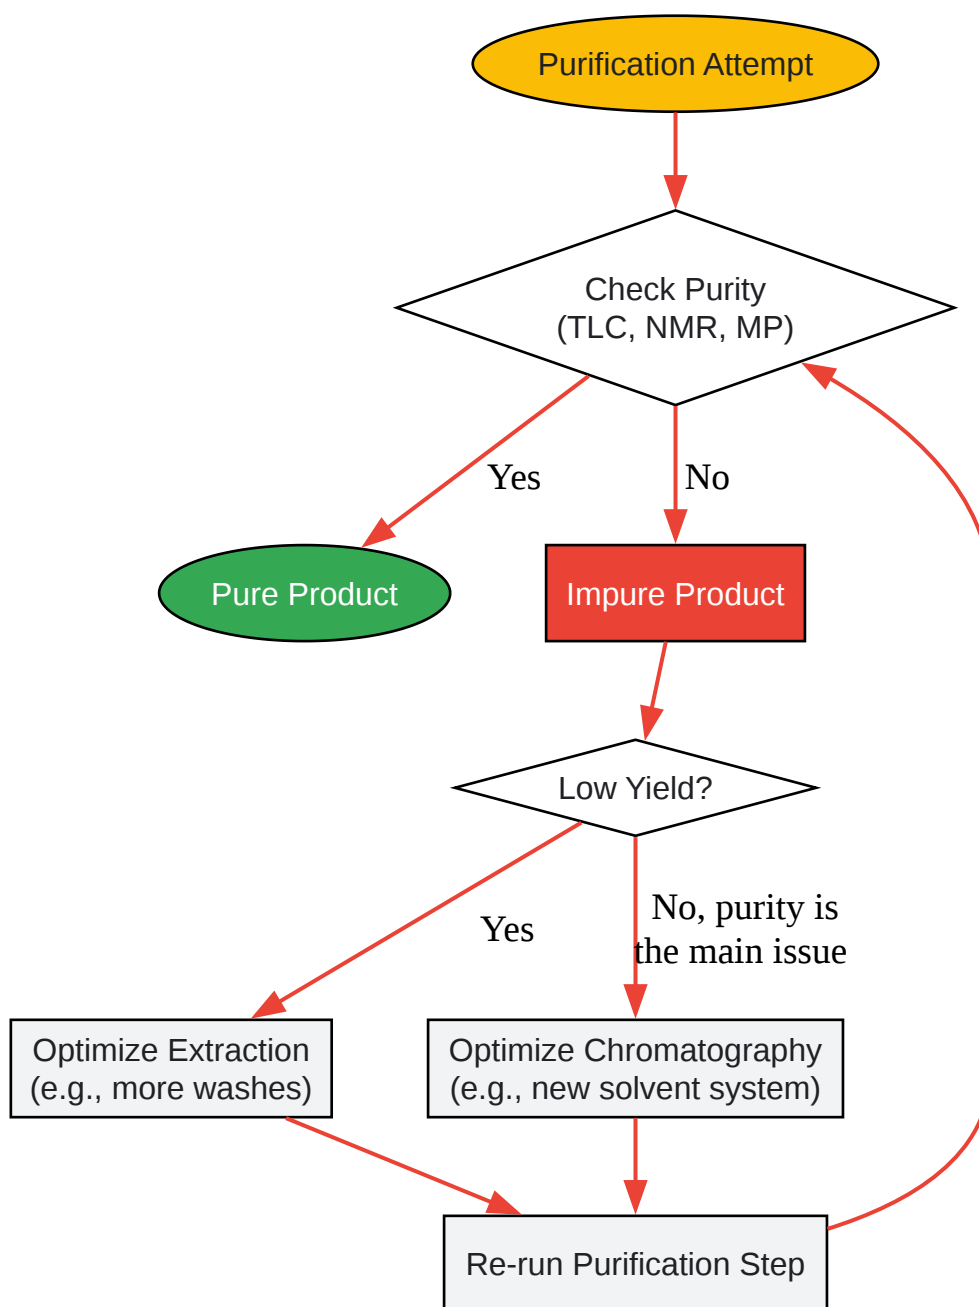 Purification Attempt
Check Purity
(TLC, NMR, MP)
Yes
No
Pure Product
Impure Product
Low Yield?
Yes
No, purity is
the main issue
Optimize Extraction
(e.g., more washes)
Optimize Chromatography
(e.g., new solvent system)
Re-run Purification Step